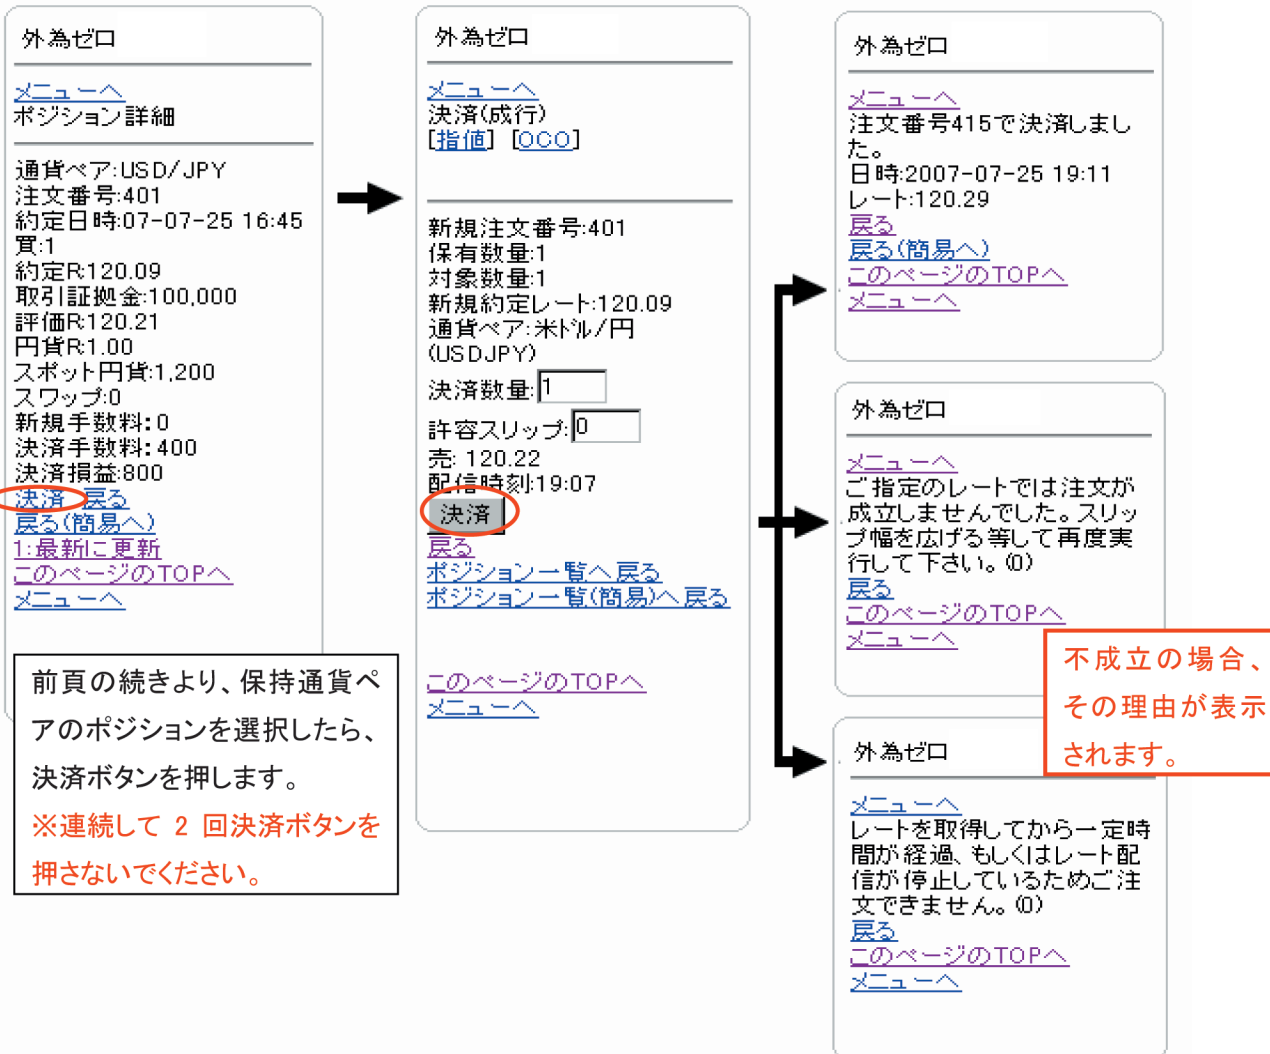 外為ゼロ
メニューへ
ポジション詳細
通貨ペア:USD/JPY
注文番号:401
約定日時:07-07-25 16:45
買:1
約定R:120.09
取引証拠金:100,000
評価R:120.21
円貨R:1.00
スポット円貨:1,200
スワップ:0
新規手数料:0
決済手数料:400
決済損益:800
決済 戻る
戻る(簡易へ)
1:最新に更新
このページのTOPへ
メニューへ
前頁の続きより、保持通貨ペ
アのポジションを選択したら、
決済ボタンを押します。
※連続して 2 回決済ボタンを
押さないでください。
外為ゼロ
メニューへ
決済(成行)
[指値] [OCO]
新規注文番号:401
保有数量:1
対象数量:1
新規約定レート:120.09
通貨ペア:米ドル/円
(USDJPY)
決済数量:1
許容スリップ:0
売: 120.22
配信時刻:19:07
決済
戻る
ポジション一覧へ戻る
ポジション一覧(簡易)へ戻る
このページのTOPへ
メニューへ
外為ゼロ
メニューへ
注文番号415で決済しまし
た。
日時:2007-07-25 19:11
レート:120.29
戻る
戻る(簡易へ)
このページのTOPへ
メニューへ
外為ゼロ
メニューへ
ご指定のレートでは注文が
成立しませんでした。スリッ
プ幅を広げる等して再度実
行して下さい。(0)
戻る
このページのTOPへ
メニューへ
不成立の場合、
その理由が表示
されます。
外為ゼロ
メニューへ
レートを取得してから一定時
間が経過、もしくはレート配
信が停止しているためご注
文できません。(0)
戻る
このページのTOPへ
メニューへ